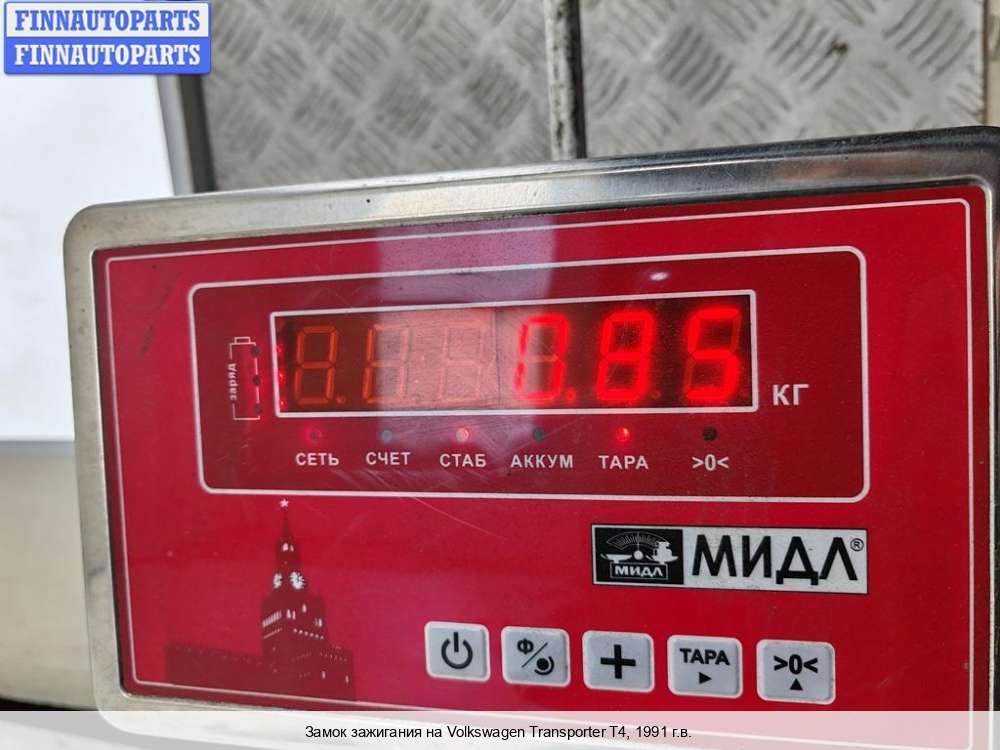 FINNAUTOPARTS
FINNAUTOPARTS
заряд
0.85
КГ
СЕТЬ СЧЕТ СТАБ АККУМ ТАРА >0<
МИДЛ МИДЛ®
Ф
ТАРА
>0<
Замок зажигания на Volkswagen Transporter T4, 1991 г.в.